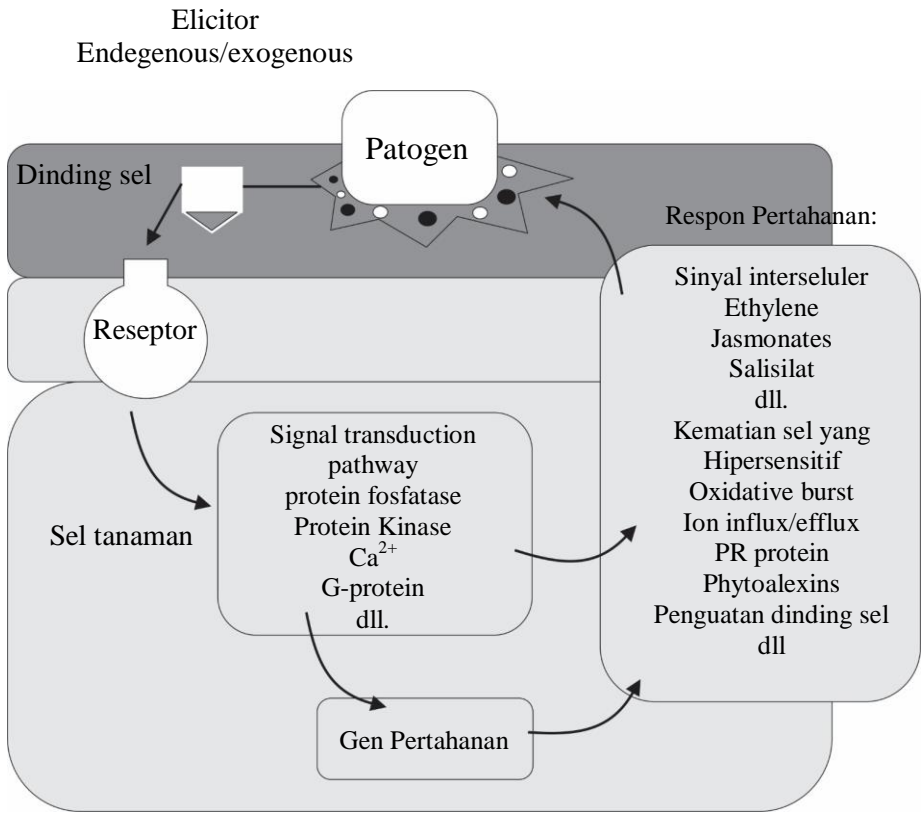 Elicitor
Endegenous/exogenous
Patogen
Dinding sel
Reseptor
Sel tanaman
Signal transduction
pathway
protein fosfatase
Protein Kinase
Ca²⁺
G-protein
dll.
Gen Pertahanan
Respon Pertahanan:
Sinyal interseluler
Ethylene
Jasmonates
Salisilat
dll.
Kematian sel yang
Hipersensitif
Oxidative burst
Ion influx/efflux
PR protein
Phytoalexins
Penguatan dinding sel
dll